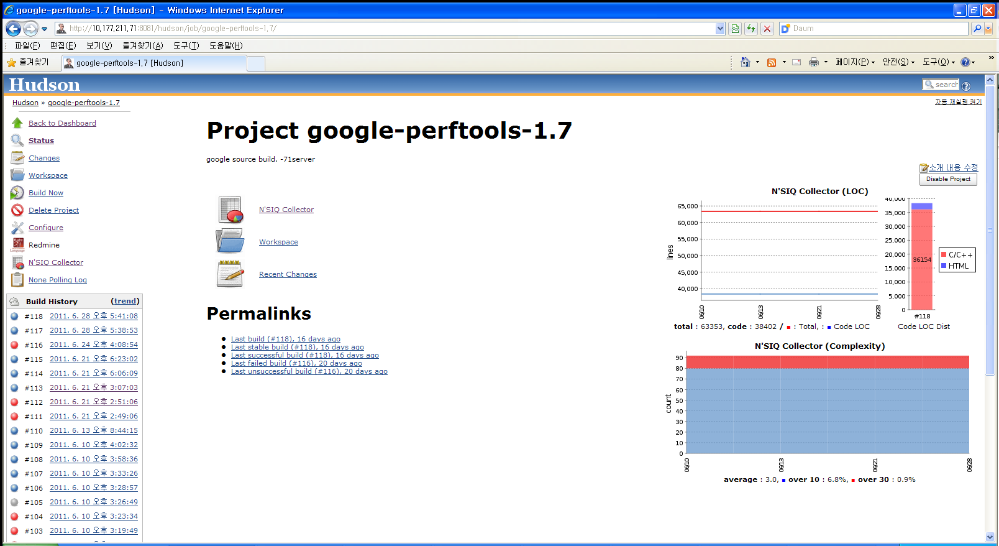 google-perftools-1.7 [Hudson] - Windows Internet Explorer
http://10.177.211.71:8081/hudson/job/google-perftools-1.7/
Daum
파일(F) 편집(E) 보기(V) 즐겨찾기(A) 도구(T) 도움말(H)
즐겨찾기 google-perftools-1.7 [Hudson] 페이지(P) 안전(S) 도구(O) »
Hudson
search
Hudson » google-perftools-1.7
자동 재실행 켜기
Back to Dashboard
Status
Changes
Workspace
Build Now
Delete Project
Configure
Redmine
N'SIQ Collector
None Polling Log
Build History (trend)
#118 2011. 6. 28 오후 5:41:08
#117 2011. 6. 28 오후 5:38:53
#116 2011. 6. 24 오후 4:08:54
#115 2011. 6. 21 오후 6:23:02
#114 2011. 6. 21 오후 6:06:09
#113 2011. 6. 21 오후 3:07:03
#112 2011. 6. 21 오후 2:51:06
#111 2011. 6. 21 오후 2:49:06
#110 2011. 6. 13 오후 8:44:15
#109 2011. 6. 10 오후 4:02:32
#108 2011. 6. 10 오후 3:58:36
#107 2011. 6. 10 오후 3:33:26
#106 2011. 6. 10 오후 3:28:57
#105 2011. 6. 10 오후 3:26:49
#104 2011. 6. 10 오후 3:23:34
#103 2011. 6. 10 오후 3:19:49
Project google-perftools-1.7
google source build. -71server
소개 내용 수정
Disable Project
N'SIQ Collector
Workspace
Recent Changes
Permalinks
Last build (#118), 16 days ago
Last stable build (#118), 16 days ago
Last successful build (#118), 16 days ago
Last failed build (#116), 20 days ago
Last unsuccessful build (#116), 20 days ago
N'SIQ Collector (LOC)
65,000
60,000
55,000
50,000
45,000
40,000
lines
06/10 06/13 06/21 06/28
total : 63353, code : 38402 / : Total, : Code LOC
40,000
35,000
30,000
25,000
20,000
15,000
10,000
5,000
0
36154
#118
C/C++
HTML
Code LOC Dist
N'SIQ Collector (Complexity)
90
80
70
60
50
40
30
20
10
0
count
06/10 06/13 06/21 06/28
average : 3.0, over 10 : 6.8%, over 30 : 0.9%